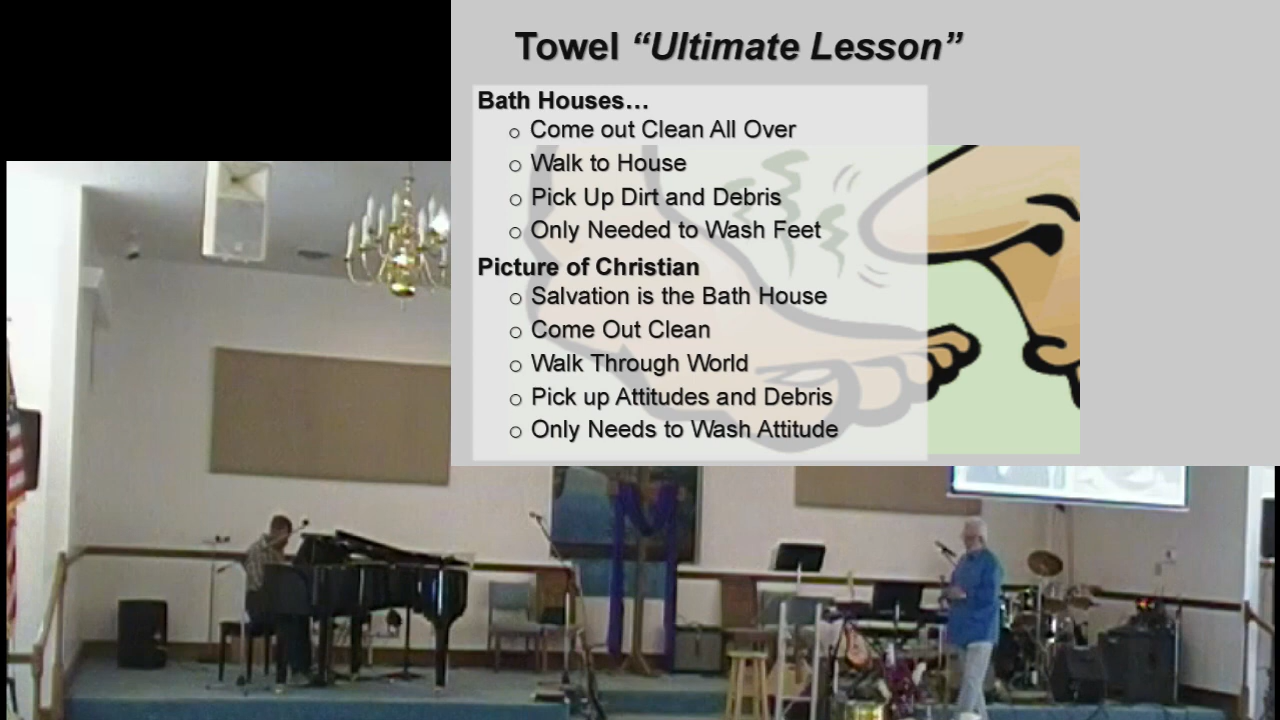 Towel “Ultimate Lesson”
Bath Houses…
o Come out Clean All Over
o Walk to House
o Pick Up Dirt and Debris
o Only Needed to Wash Feet
Picture of Christian
o Salvation is the Bath House
o Come Out Clean
o Walk Through World
o Pick up Attitudes and Debris
o Only Needs to Wash Attitude